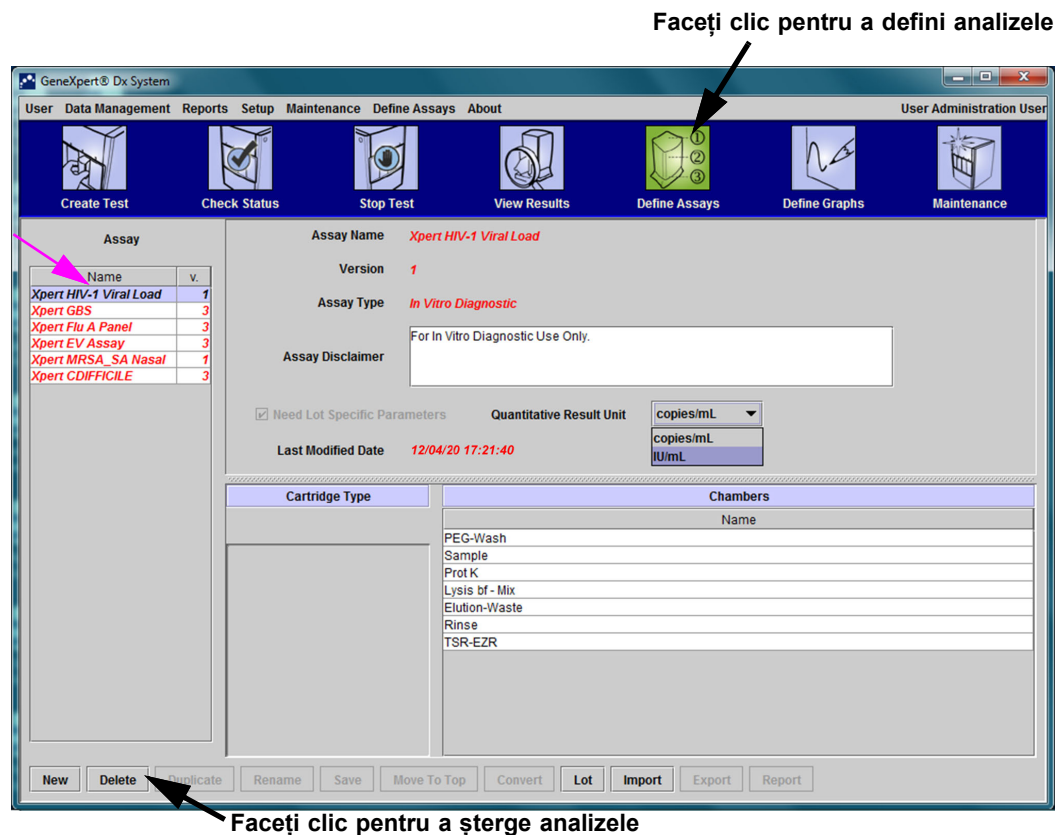 Faceți clic pentru a defini analizele
GeneXpert® Dx System
User Data Management Reports Setup Maintenance Define Assays About User Administration User
Create Test Check Status Stop Test View Results Define Assays Define Graphs Maintenance
1
2
3
Assay
Name v.
Xpert HIV-1 Viral Load 1
Xpert GBS 3
Xpert Flu A Panel 3
Xpert EV Assay 3
Xpert MRSA_SA Nasal 1
Xpert CDIFFICILE 3
Assay Name Xpert HIV-1 Viral Load
Version 1
Assay Type In Vitro Diagnostic
Assay Disclaimer For In Vitro Diagnostic Use Only.
Need Lot Specific Parameters Quantitative Result Unit copies/mL
copies/mL
IU/mL
Last Modified Date 12/04/20 17:21:40
Cartridge Type Chambers
Name
PEG-Wash
Sample
Prot K
Lysis bf - Mix
Elution-Waste
Rinse
TSR-EZR
New Delete Duplicate Rename Save Move To Top Convert Lot Import Export Report
Faceți clic pentru a șterge analizele